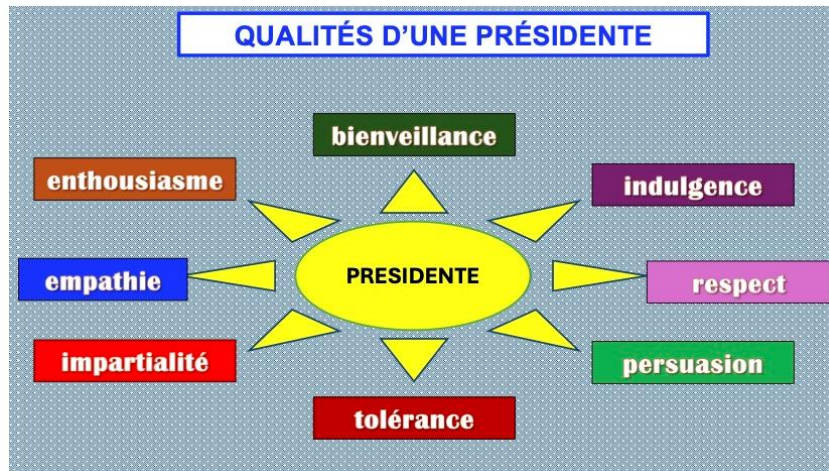 QUALITÉS D'UNE PRÉSIDENTE
bienveillance
enthousiasme
indulgence
PRESIDENTE
empathie
respect
impartialité
persuasion
tolérance